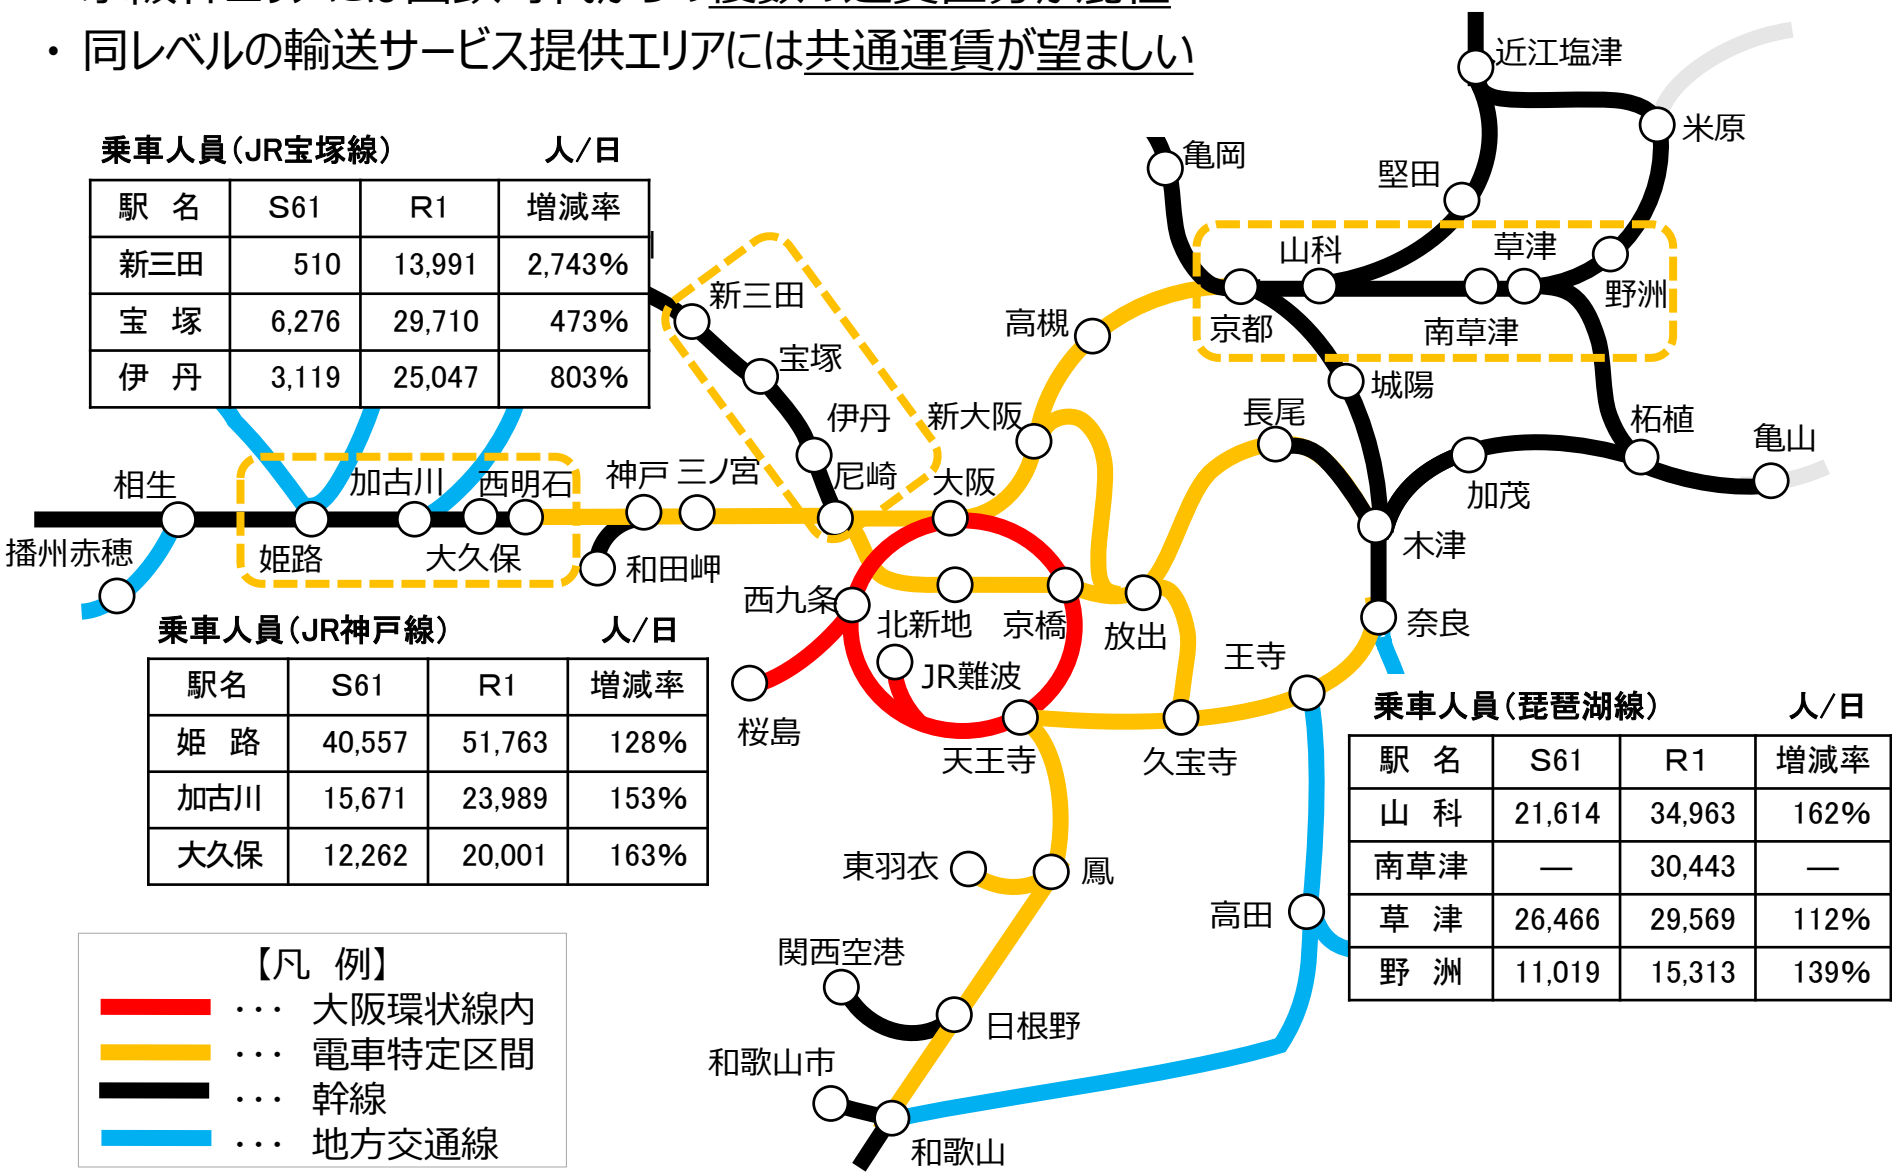 ・ 同レベルの輸送サービス提供エリアには共通運賃が望ましい
乗車人員（JR宝塚線） 人/日
駅 名 S61 R1 増減率
新三田 510 13,991 2,743%
宝 塚 6,276 29,710 473%
伊 丹 3,119 25,047 803%
近江塩津
米原
亀岡
堅田
山科
草津
野洲
京都
南草津
新三田
高槻
宝塚
城陽
伊丹
新大阪
長尾
柘植
亀山
相生
加古川
西明石
神戸
三ノ宮
尼崎
大阪
加茂
播州赤穂
姫路
大久保
和田岬
木津
西九条
北新地
京橋
放出
奈良
JR難波
王寺
桜島
天王寺
久宝寺
乗車人員（JR神戸線） 人/日
駅名 S61 R1 増減率
姫 路 40,557 51,763 128%
加古川 15,671 23,989 153%
大久保 12,262 20,001 163%
乗車人員（琵琶湖線） 人/日
駅 名 S61 R1 増減率
山 科 21,614 34,963 162%
南草津 ― 30,443 ―
草 津 26,466 29,569 112%
野 洲 11,019 15,313 139%
東羽衣
鳳
高田
関西空港
日根野
和歌山市
和歌山
【凡 例】
… 大阪環状線内
… 電車特定区間
… 幹線
… 地方交通線